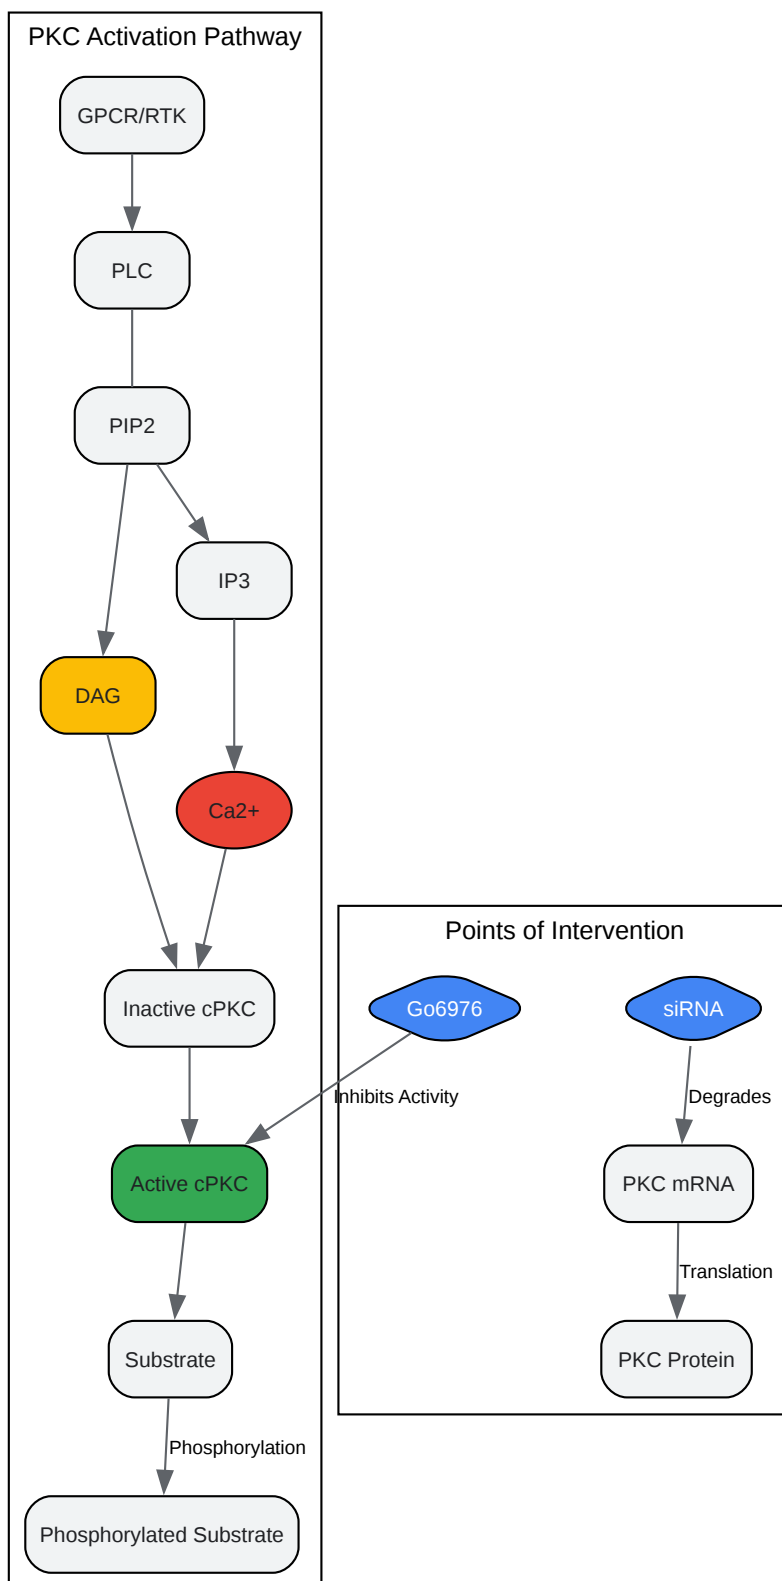 PKC Activation Pathway
GPCR/RTK
PLC
PIP2
IP3
DAG
Ca2+
Inactive cPKC
Active cPKC
Substrate
Phosphorylation
Phosphorylated Substrate
Points of Intervention
Go6976
siRNA
Inhibits Activity
Degrades
PKC mRNA
Translation
PKC Protein